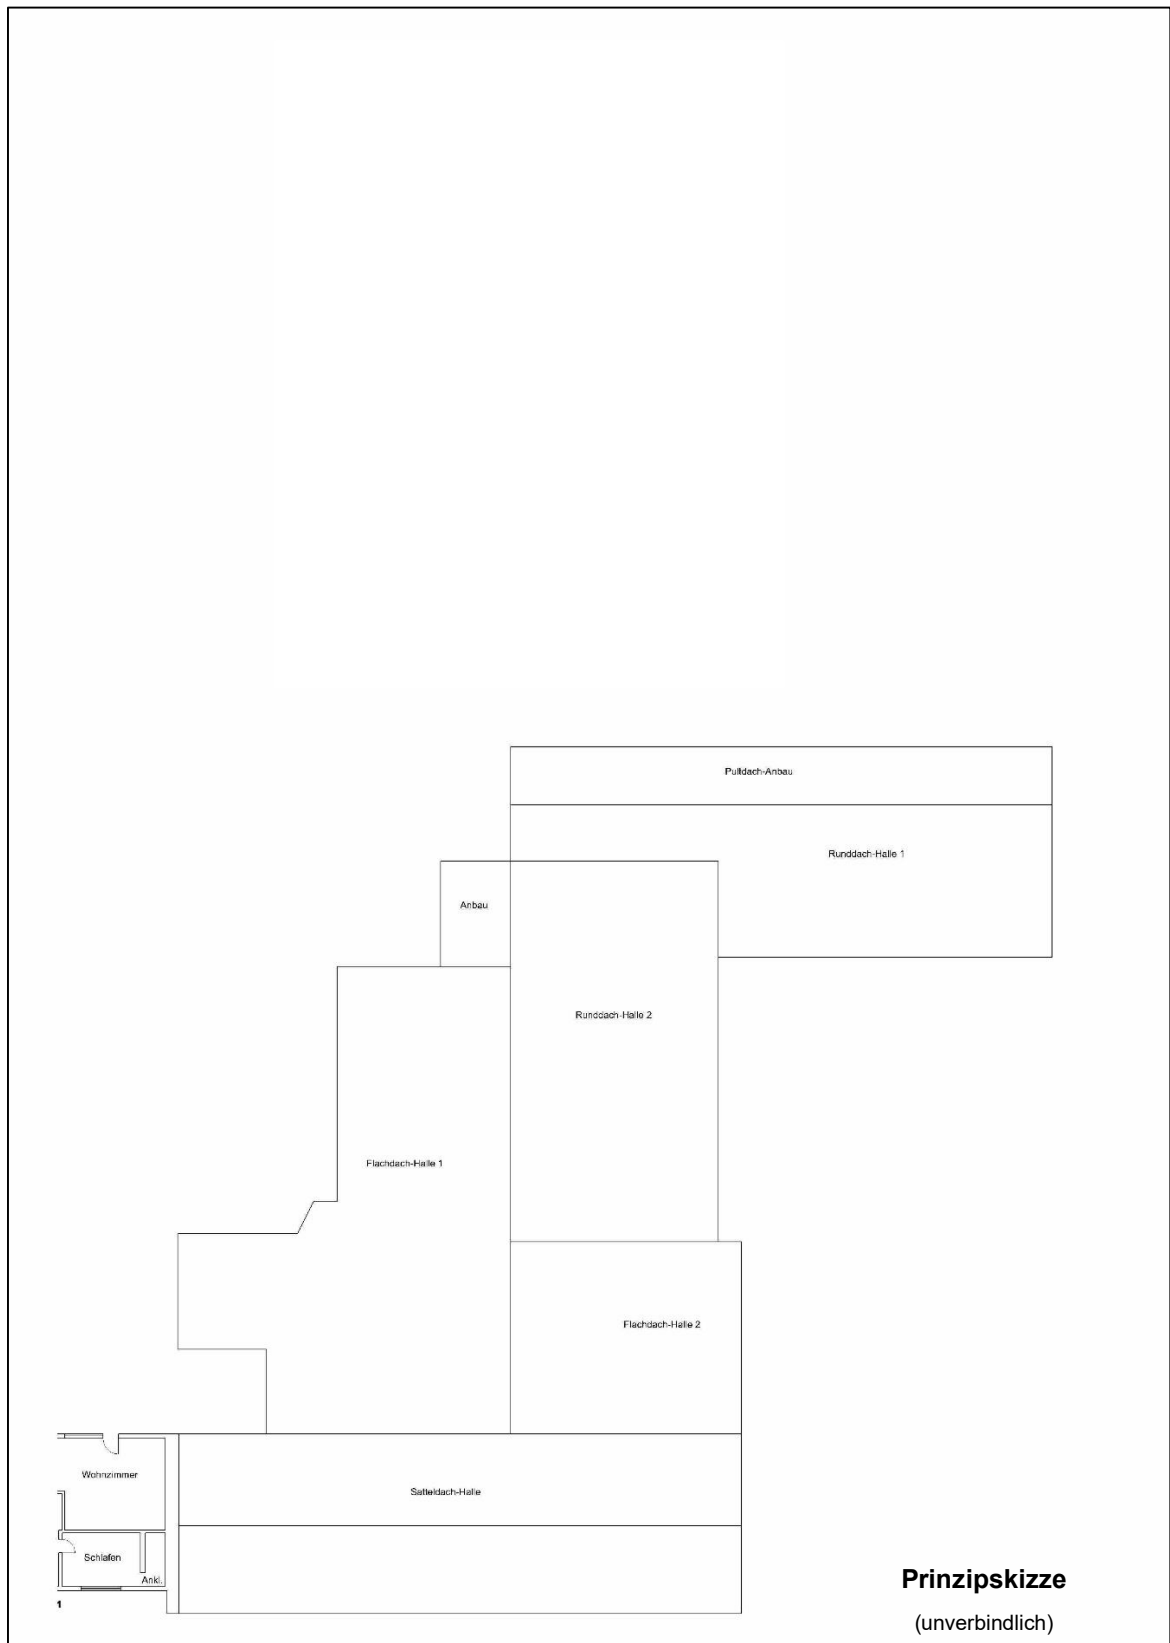 Pultdach-Anbau
Runddach-Halle 1
Anbau
Runddach-Halle 2
Flachdach-Halle 1
Flachdach-Halle 2
Wohnzimmer
Satteldach-Halle
Schlafen
Ankl.
1
Prinzipskizze
(unverbindlich)